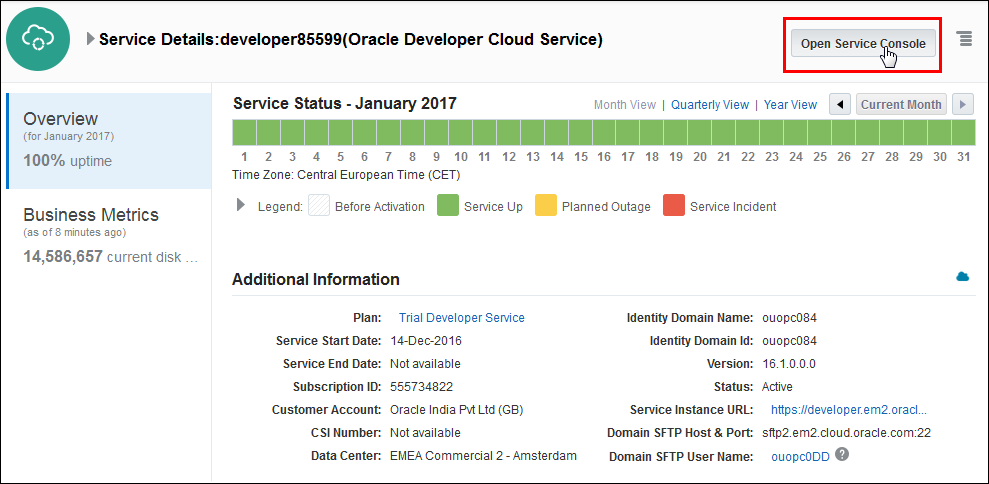 Service Details:developer85599(Oracle Developer Cloud Service)
Open Service Console
Overview
(for January 2017)
100% uptime
Business Metrics
(as of 8 minutes ago)
14,586,657 current disk ...
Service Status - January 2017
Month View | Quarterly View | Year View
Current Month
1 2 3 4 5 6 7 8 9 10 11 12 13 14 15 16 17 18 19 20 21 22 23 24 25 26 27 28 29 30 31
Time Zone: Central European Time (CET)
Legend: Before Activation Service Up Planned Outage Service Incident
Additional Information
Plan: Trial Developer Service
Service Start Date: 14-Dec-2016
Service End Date: Not available
Subscription ID: 555734822
Customer Account: Oracle India Pvt Ltd (GB)
CSI Number: Not available
Data Center: EMEA Commercial 2 - Amsterdam
Identity Domain Name: ouopc084
Identity Domain Id: ouopc084
Version: 16.1.0.0.0
Status: Active
Service Instance URL: https://developer.em2.oracl...
Domain SFTP Host & Port: sftp2.em2.cloud.oracle.com:22
Domain SFTP User Name: ouopc0DD ?